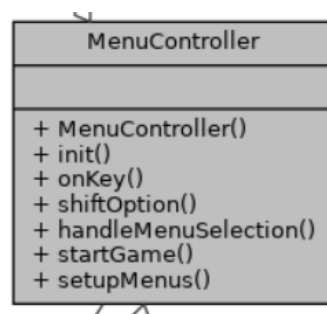 MenuController
+ MenuController()
+ init()
+ onKey()
+ shiftOption()
+ handleMenuSelection()
+ startGame()
+ setupMenus()